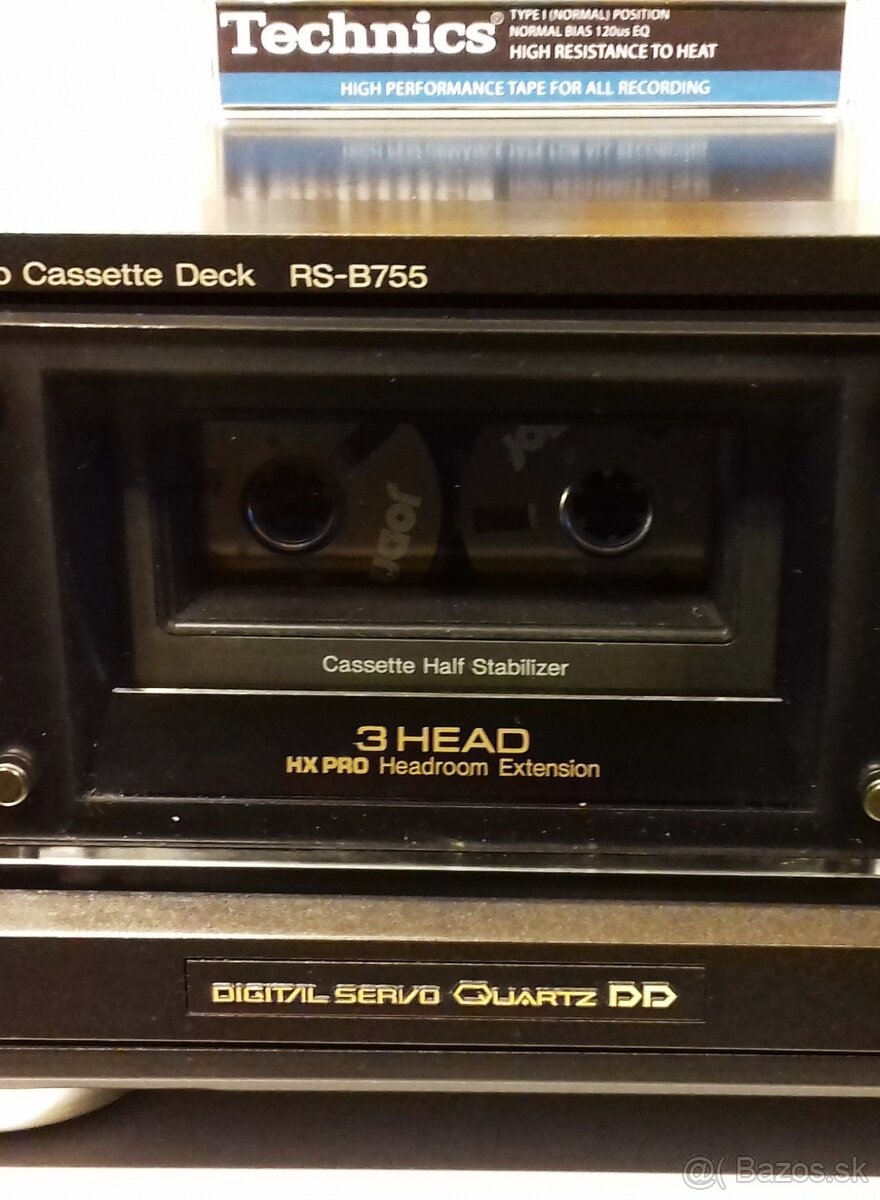 Technics®
TYPE I (NORMAL) POSITION
NORMAL BIAS 120us EQ
HIGH RESISTANCE TO HEAT
HIGH PERFORMANCE TAPE FOR ALL RECORDING
o Cassette Deck RS-B755
Cassette Half Stabilizer
3 HEAD
HX PRO Headroom Extension
DIGITAL SERVO QUARTZ DD
@( Bazos.sk